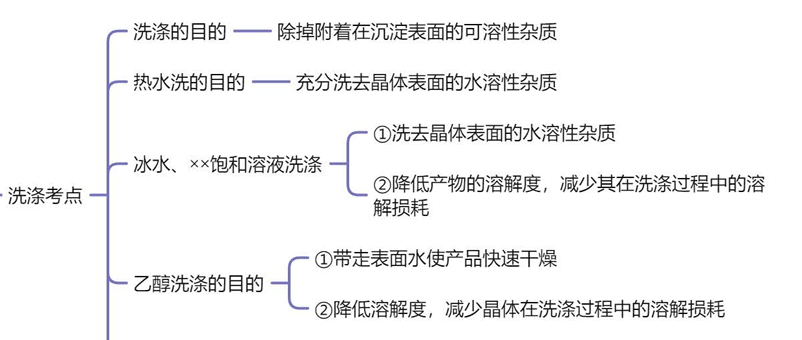 洗涤的目的
除掉附着在沉淀表面的可溶性杂质
热水洗的目的
充分洗去晶体表面的水溶性杂质
冰水、××饱和溶液洗涤
①洗去晶体表面的水溶性杂质
②降低产物的溶解度，减少其在洗涤过程中的溶
解损耗
洗涤考点
乙醇洗涤的目的
①带走表面水使产品快速干燥
②降低溶解度，减少晶体在洗涤过程中的溶解损耗